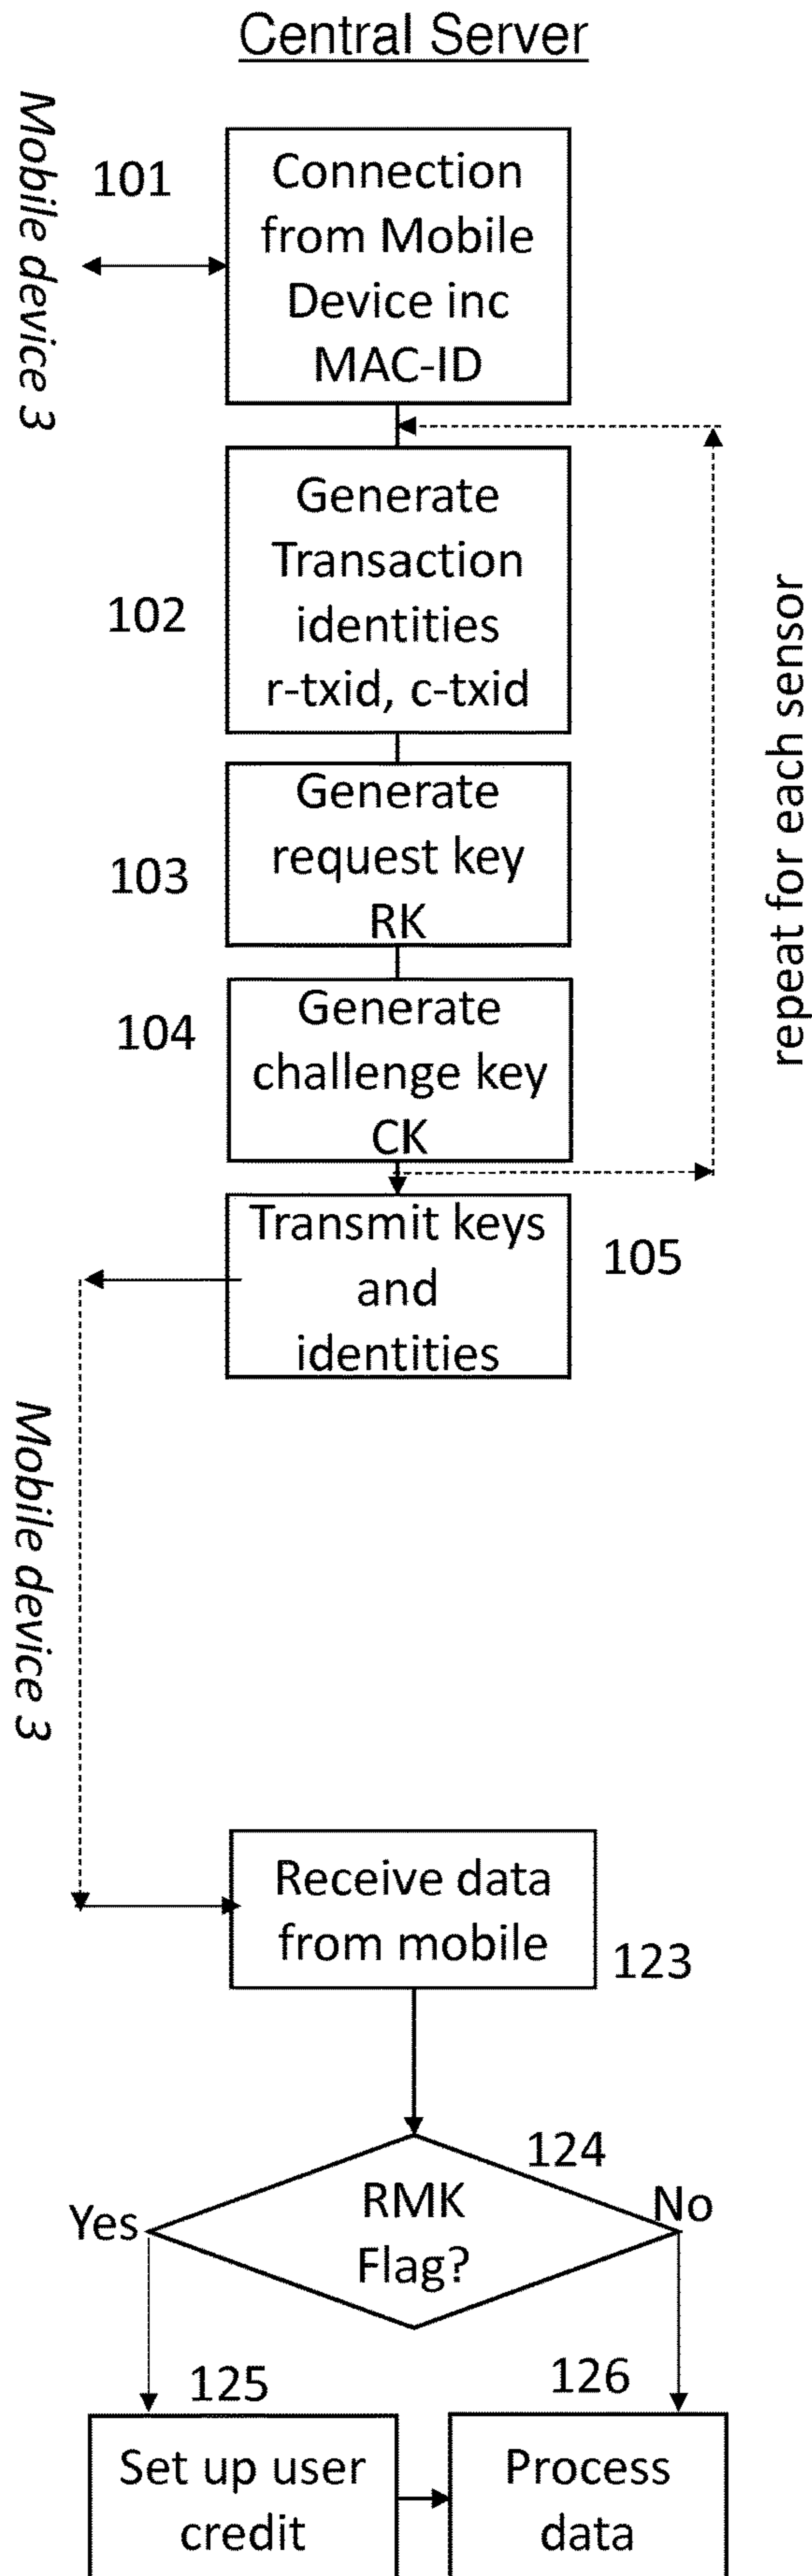 Central Server
Mobile device 3
101
Connection
from Mobile
Device inc
MAC-ID
102
Generate
Transaction
identities
r-txid, c-txid
103
Generate
request key
RK
104
Generate
challenge key
CK
repeat for each sensor
Transmit keys
and
identities
105
Mobile device 3
Receive data
from mobile
123
124
RMK
Flag?
Yes
No
125
Set up user
credit
126
Process
data